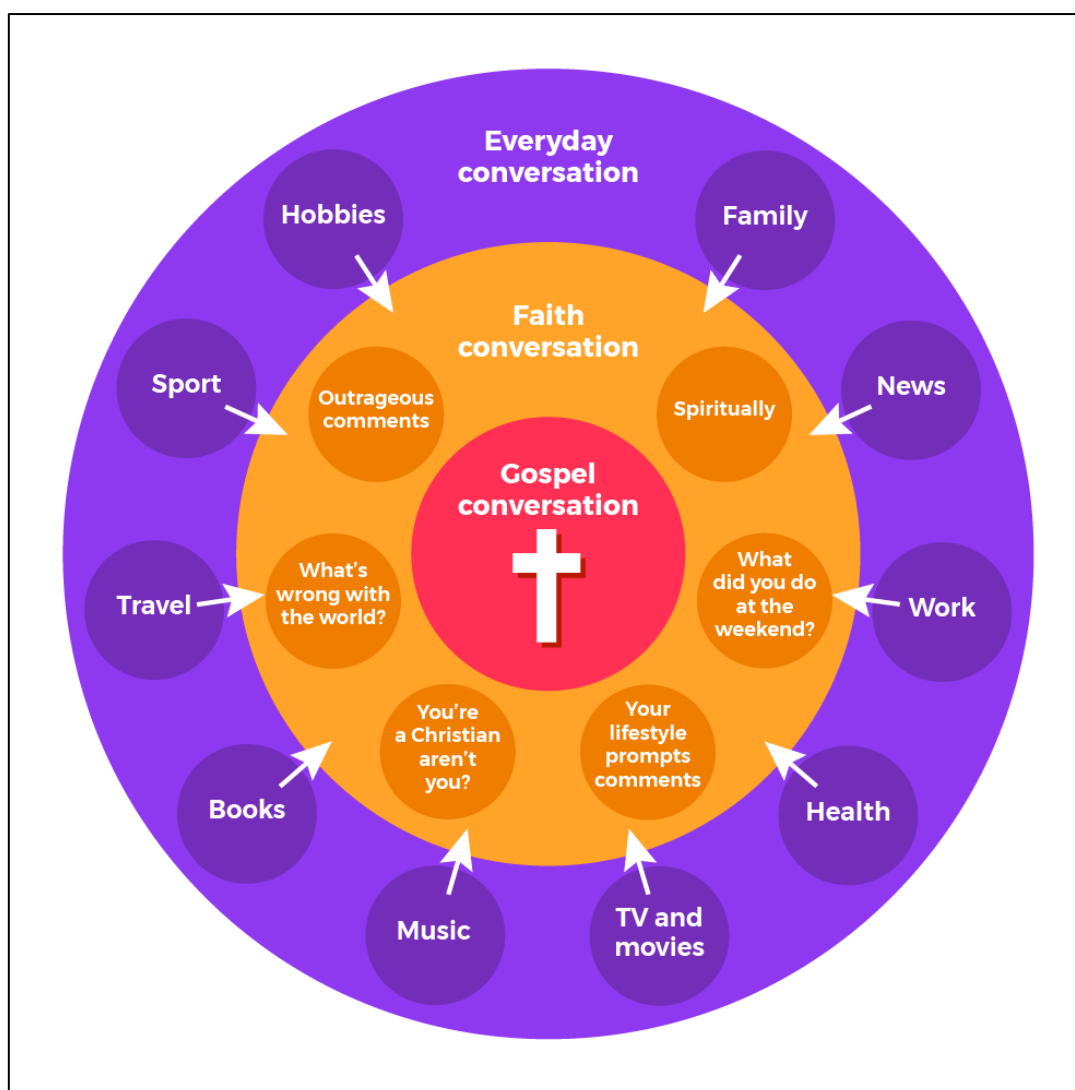 Everyday
conversation
Hobbies
Family
Sport
News
Travel
Work
Books
Health
Music
TV and
movies
Faith
conversation
Outrageous
comments
Spiritually
What's
wrong with
the world?
What
did you do
at the
weekend?
You're
a Christian
aren't
you?
Your
lifestyle
prompts
comments
Gospel
conversation